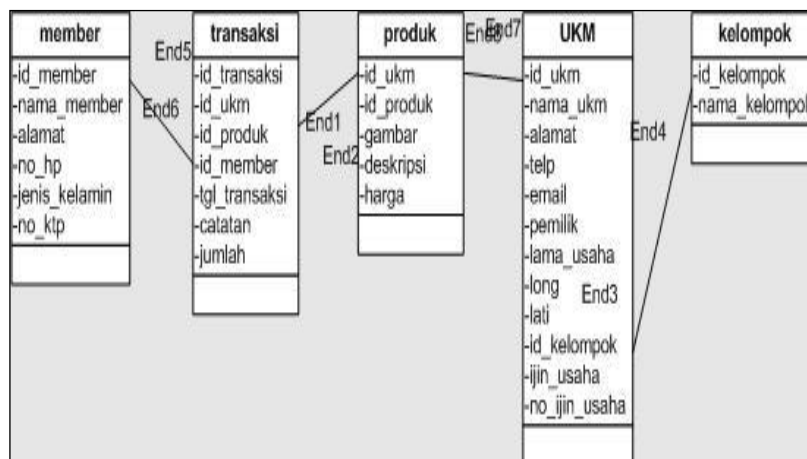 member
-id_member
-nama_member
-alamat
-no_hp
-jenis_kelamin
-no_ktp
End5
End6
transaksi
-id_transaksi
-id_ukm
-id_produk
-id_member
-tgl_transaksi
-catatan
-jumlah
End1
End2
produk
-id_ukm
-id_produk
-gambar
-deskripsi
-harga
End7
UKM
-id_ukm
-nama_ukm
-alamat
-telp
-email
-pemilik
-lama_usaha
-long
-lati
-id_kelompok
-ijin_usaha
-no_ijin_usaha
End3
End4
kelompok
-id_kelompok
-nama_kelompok